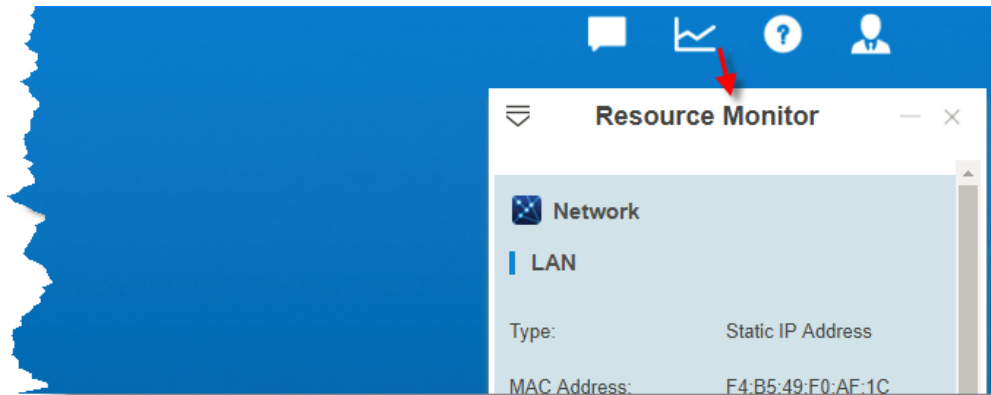 Resource Monitor
Network
LAN
Type: Static IP Address
MAC Address: F4:B5:49:F0:AF:1C